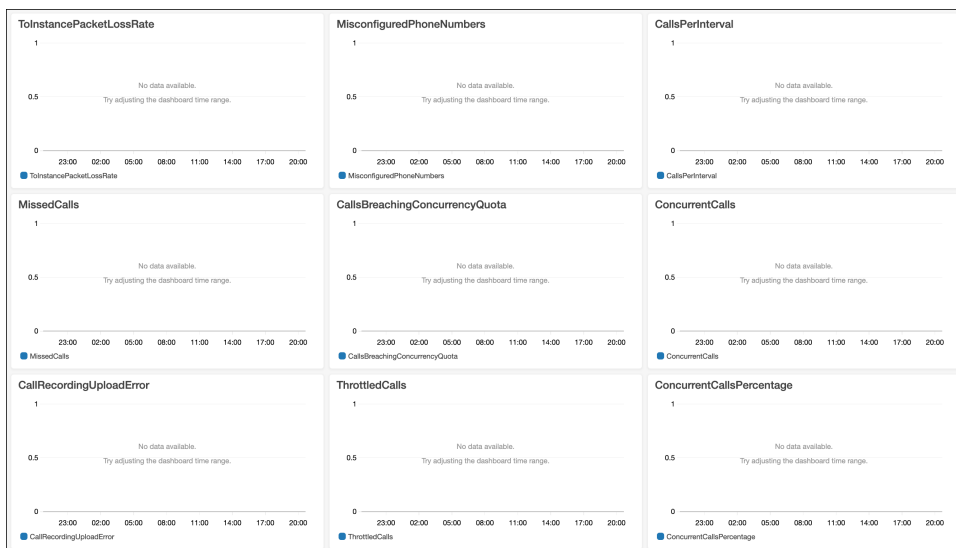 ToInstancePacketLossRate
1
No data available.
0.5
Try adjusting the dashboard time range.
0
23:00 02:00 05:00 08:00 11:00 14:00 17:00 20:00
ToInstancePacketLossRate
MisconfiguredPhoneNumbers
1
No data available.
0.5
Try adjusting the dashboard time range.
0
23:00 02:00 05:00 08:00 11:00 14:00 17:00 20:00
MisconfiguredPhoneNumbers
CallsPerInterval
1
No data available.
0.5
Try adjusting the dashboard time range.
0
23:00 02:00 05:00 08:00 11:00 14:00 17:00 20:00
CallsPerInterval
MissedCalls
1
No data available.
0.5
Try adjusting the dashboard time range.
0
23:00 02:00 05:00 08:00 11:00 14:00 17:00 20:00
MissedCalls
CallsBreachingConcurrencyQuota
1
No data available.
0.5
Try adjusting the dashboard time range.
0
23:00 02:00 05:00 08:00 11:00 14:00 17:00 20:00
CallsBreachingConcurrencyQuota
ConcurrentCalls
1
No data available.
0.5
Try adjusting the dashboard time range.
0
23:00 02:00 05:00 08:00 11:00 14:00 17:00 20:00
ConcurrentCalls
CallRecordingUploadError
1
No data available.
0.5
Try adjusting the dashboard time range.
0
23:00 02:00 05:00 08:00 11:00 14:00 17:00 20:00
CallRecordingUploadError
ThrottledCalls
1
No data available.
0.5
Try adjusting the dashboard time range.
0
23:00 02:00 05:00 08:00 11:00 14:00 17:00 20:00
ThrottledCalls
ConcurrentCallsPercentage
1
No data available.
0.5
Try adjusting the dashboard time range.
0
23:00 02:00 05:00 08:00 11:00 14:00 17:00 20:00
ConcurrentCallsPercentage